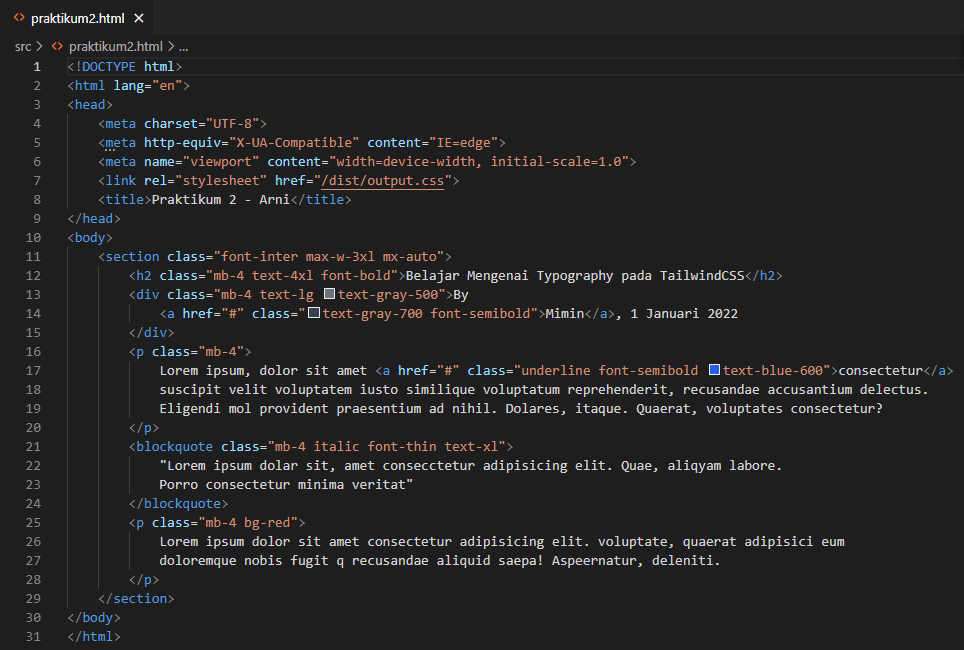 praktikum2.html
src > praktikum2.html > ...
1 <!DOCTYPE html>
2 <html lang="en">
3 <head>
4 <meta charset="UTF-8">
5 <meta http-equiv="X-UA-Compatible" content="IE=edge">
6 <meta name="viewport" content="width=device-width, initial-scale=1.0">
7 <link rel="stylesheet" href="/dist/output.css">
8 <title>Praktikum 2 - Arni</title>
9 </head>
10 <body>
11 <section class="font-inter max-w-3xl mx-auto">
12 <h2 class="mb-4 text-4xl font-bold">Belajar Mengenai Typography pada TailwindCSS</h2>
13 <div class="mb-4 text-lg text-gray-500">By
14 <a href="#" class="text-gray-700 font-semibold">Mimin</a>, 1 Januari 2022
15 </div>
16 <p class="mb-4">
17 Lorem ipsum, dolor sit amet <a href="#" class="underline font-semibold text-blue-600">consectetur</a>
18 suscipit velit voluptatem iusto similique voluptatum reprehenderit, recusandae accusantium delectus.
19 Eligendi mol provident praesentium ad nihil. Dolares, itaque. Quaerat, voluptates consectetur?
20 </p>
21 <blockquote class="mb-4 italic font-thin text-xl">
22 "Lorem ipsum dolar sit, amet consecctetur adipisicing elit. Quae, aliqyam labore.
23 Porro consectetur minima veritat"
24 </blockquote>
25 <p class="mb-4 bg-red">
26 Lorem ipsum dolor sit amet consectetur adipisicing elit. voluptate, quaerat adipisici eum
27 doloremque nobis fugit q recusandae aliquid saepa! Aspeernatur, deleniti.
28 </p>
29 </section>
30 </body>
31 </html>